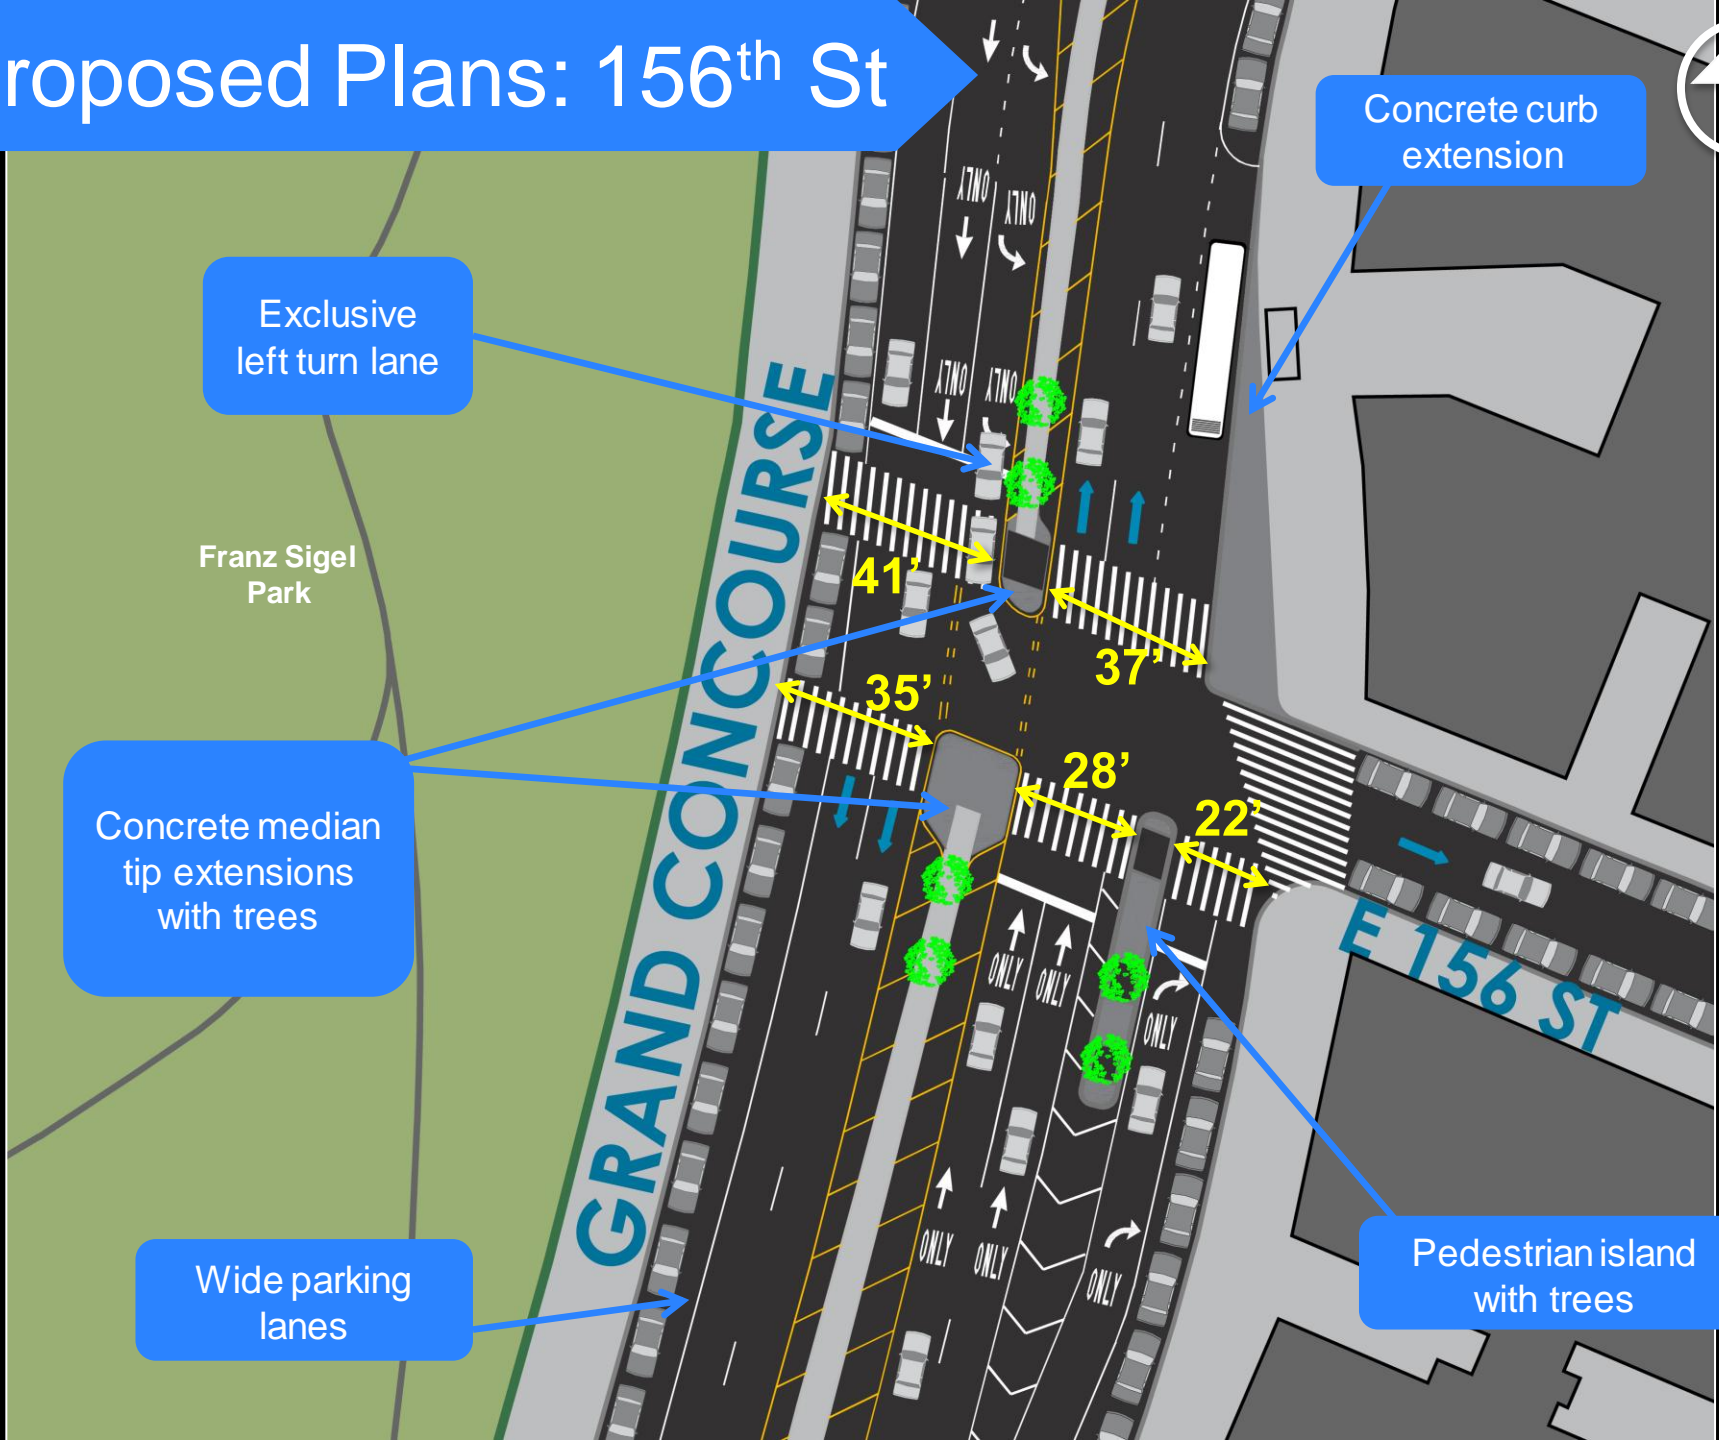 roposed Plans: 156th St
Concrete curb
extension
ONLY
ONLY
Exclusive
left turn lane
ONLY
ONLY
GRAND CONCOURSE
Franz Sigel
Park
41’
37’
35’
28’
22’
Concrete median
tip extensions
with trees
E 156 ST
ONLY
ONLY
ONLY
ONLY
ONLY
ONLY
Wide parking
lanes
Pedestrian island
with trees